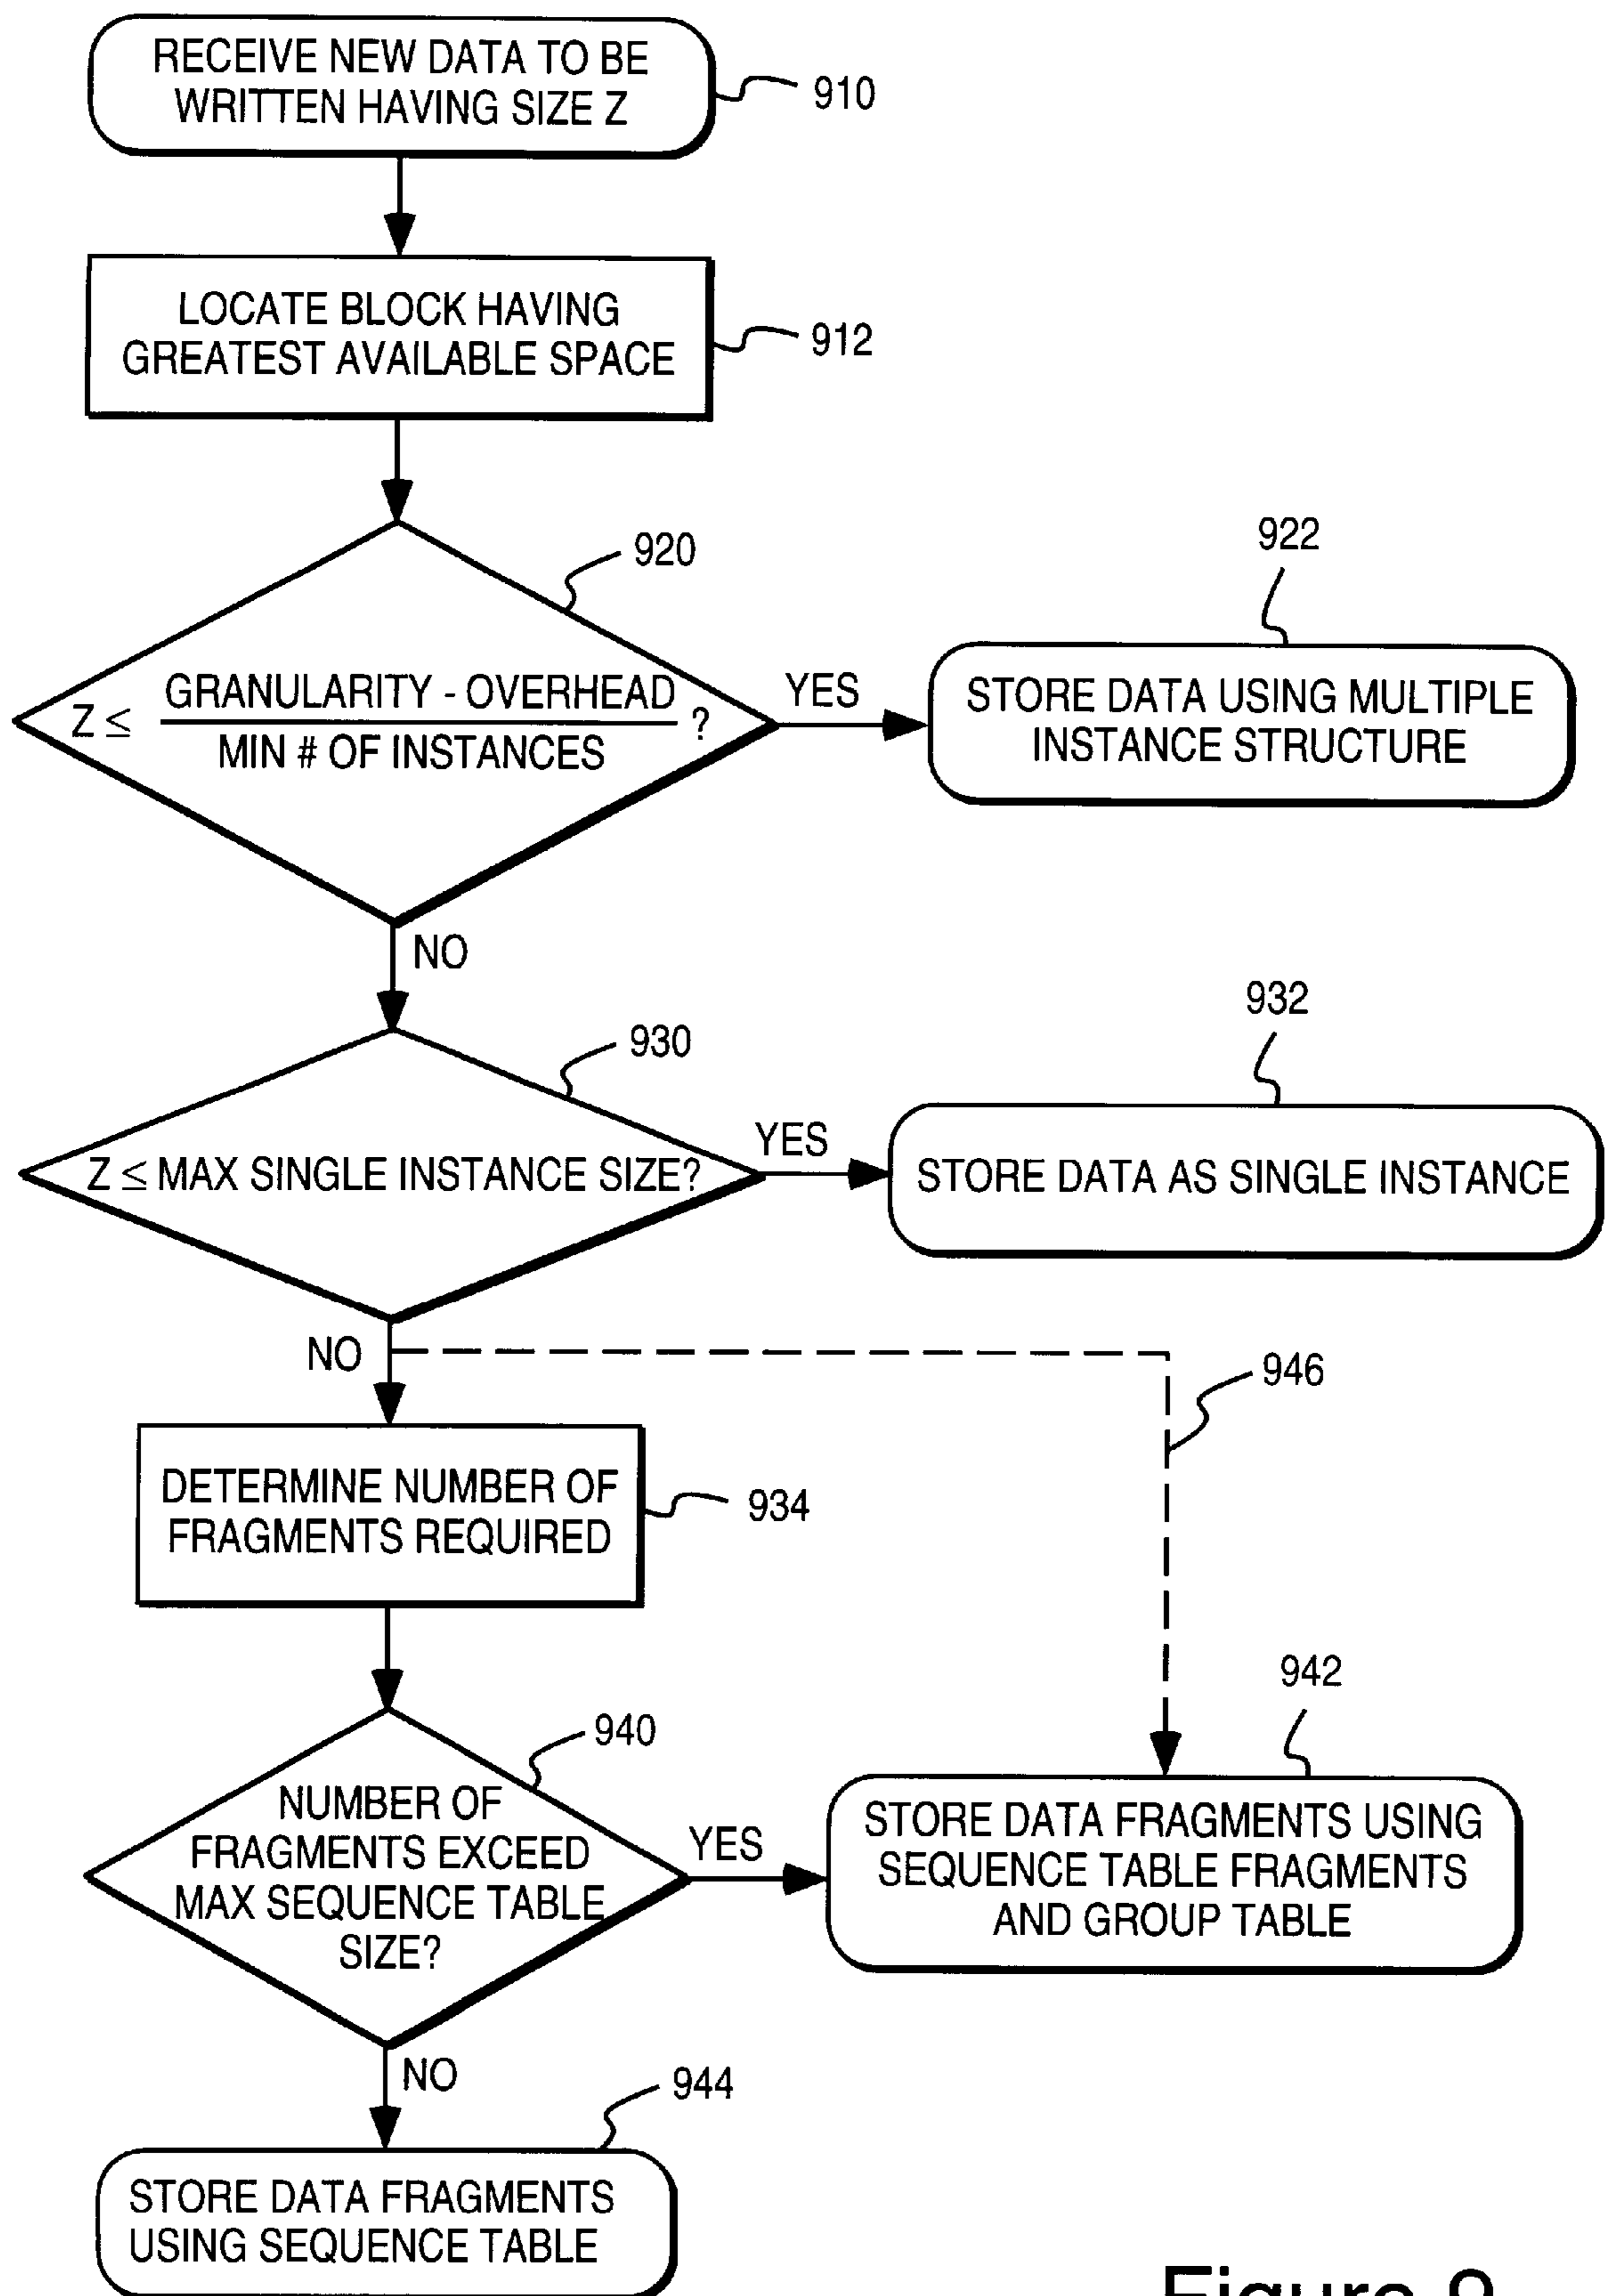 RECEIVE NEW DATA TO BE
WRITTEN HAVING SIZE Z
910
LOCATE BLOCK HAVING
GREATEST AVAILABLE SPACE
912
920
Z ≤ GRANULARITY - OVERHEAD ?
MIN # OF INSTANCES
YES
922
STORE DATA USING MULTIPLE
INSTANCE STRUCTURE
NO
930
Z ≤ MAX SINGLE INSTANCE SIZE?
YES
932
STORE DATA AS SINGLE INSTANCE
NO
946
DETERMINE NUMBER OF
FRAGMENTS REQUIRED
934
940
NUMBER OF
FRAGMENTS EXCEED
MAX SEQUENCE TABLE
SIZE?
YES
942
STORE DATA FRAGMENTS USING
SEQUENCE TABLE FRAGMENTS
AND GROUP TABLE
NO
944
STORE DATA FRAGMENTS
USING SEQUENCE TABLE
Figure 9